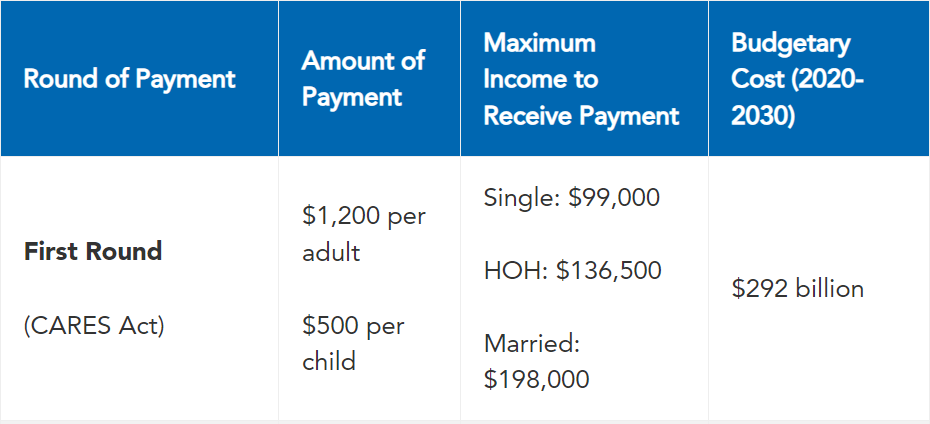 Round of Payment
Amount of
Payment
Maximum
Income to
Receive Payment
Budgetary
Cost (2020-
2030)
First Round
(CARES Act)
$1,200 per
adult
$500 per
child
Single: $99,000
HOH: $136,500
Married:
$198,000
$292 billion